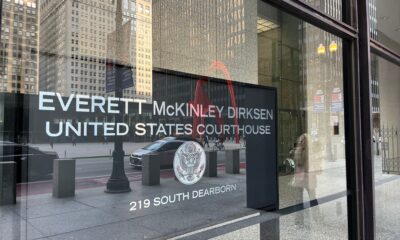 EVERETT McKINLEY DIRKSEN
UNITED STATES COURTHOUSE
219 SOUTH DEARBORN